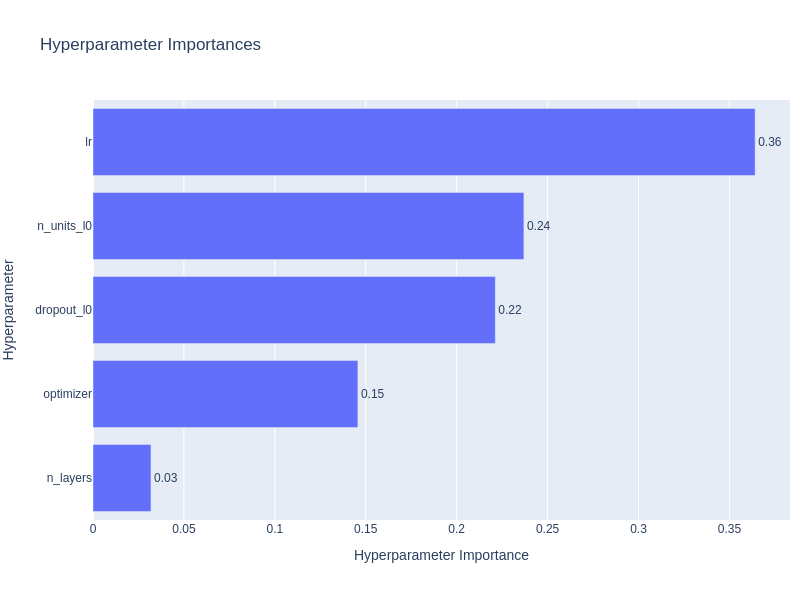 Hyperparameter Importances
lr
0.36
n_units_l0
0.24
dropout_l0
0.22
optimizer
0.15
n_layers
0.03
0
0.05
0.1
0.15
0.2
0.25
0.3
0.35
Hyperparameter Importance
Hyperparameter